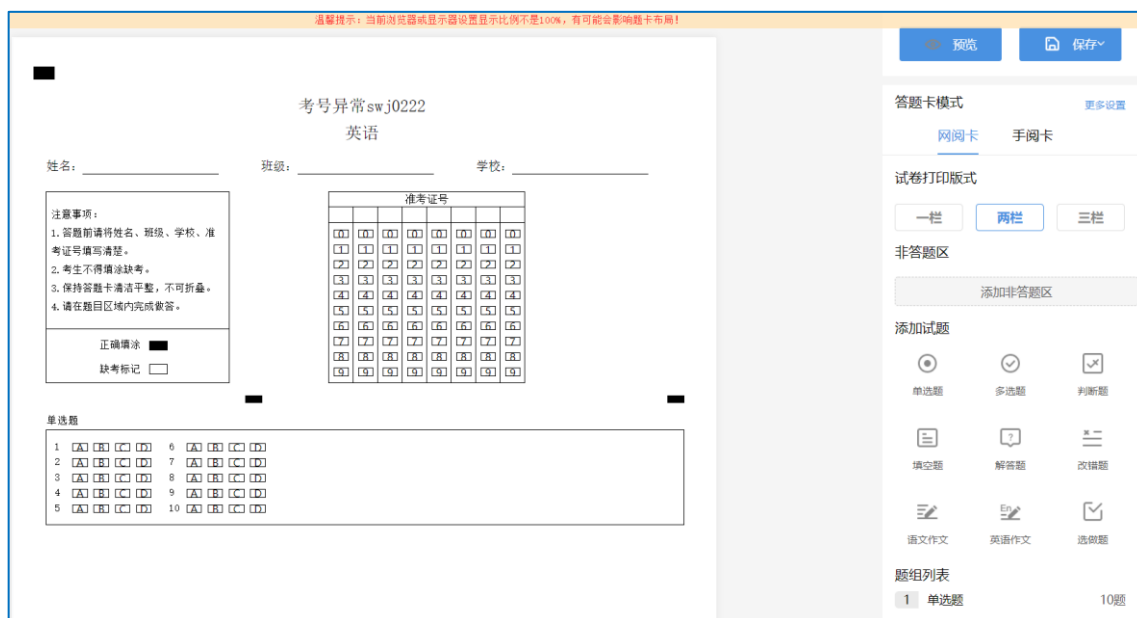 温馨提示：当前浏览器或显示器设置显示比例不是100%，有可能会影响题卡布局！
预览
保存
考号异常swj0222
英语
姓名：
班级：
学校：
注意事项：
1.答题前请将姓名、班级、学校、准
考证号填写清楚。
2.考生不得填涂缺考。
3.保持答题卡清洁平整，不可折叠。
4.请在题目区域内完成做答。
正确填涂
缺考标记
准考证号
0 0 0 0 0 0 0 0
1 1 1 1 1 1 1 1
2 2 2 2 2 2 2 2
3 3 3 3 3 3 3 3
4 4 4 4 4 4 4 4
5 5 5 5 5 5 5 5
6 6 6 6 6 6 6 6
7 7 7 7 7 7 7 7
8 8 8 8 8 8 8 8
9 9 9 9 9 9 9 9
单选题
1 A B C D 6 A B C D
2 A B C D 7 A B C D
3 A B C D 8 A B C D
4 A B C D 9 A B C D
5 A B C D 10 A B C D
答题卡模式
更多设置
网阅卡 手阅卡
试卷打印版式
一栏 两栏 三栏
非答题区
添加非答题区
添加试题
单选题 多选题 判断题
填空题 解答题 改错题
语文作文 英语作文 选做题
题组列表
1 单选题 10题